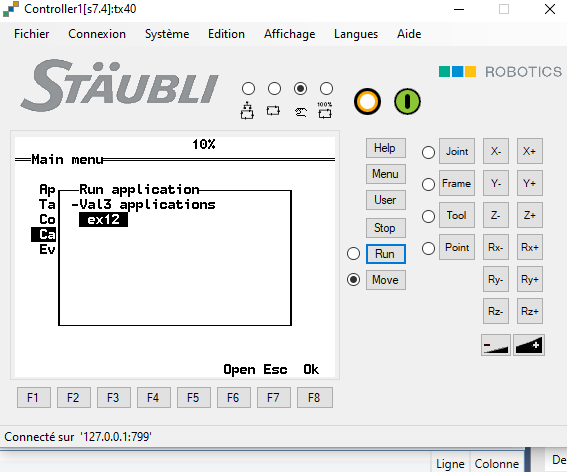 Controller1[s7.4]:tx40
Fichier Connexion Système Edition Affichage Langues Aide
STÄUBLI
ROBOTICS
100%
10%
Main menu
Ap
Run application
Ta
-Val3 applications
Co
ex12
Ca
Ev
Open Esc Ok
Help
Menu
User
Stop
Run
Move
Joint X- X+
Frame Y- Y+
Tool Z- Z+
Point Rx- Rx+
Ry- Ry+
Rz- Rz+
- +
F1 F2 F3 F4 F5 F6 F7 F8
Connecté sur '127.0.0.1:799'
Ligne Colonne De